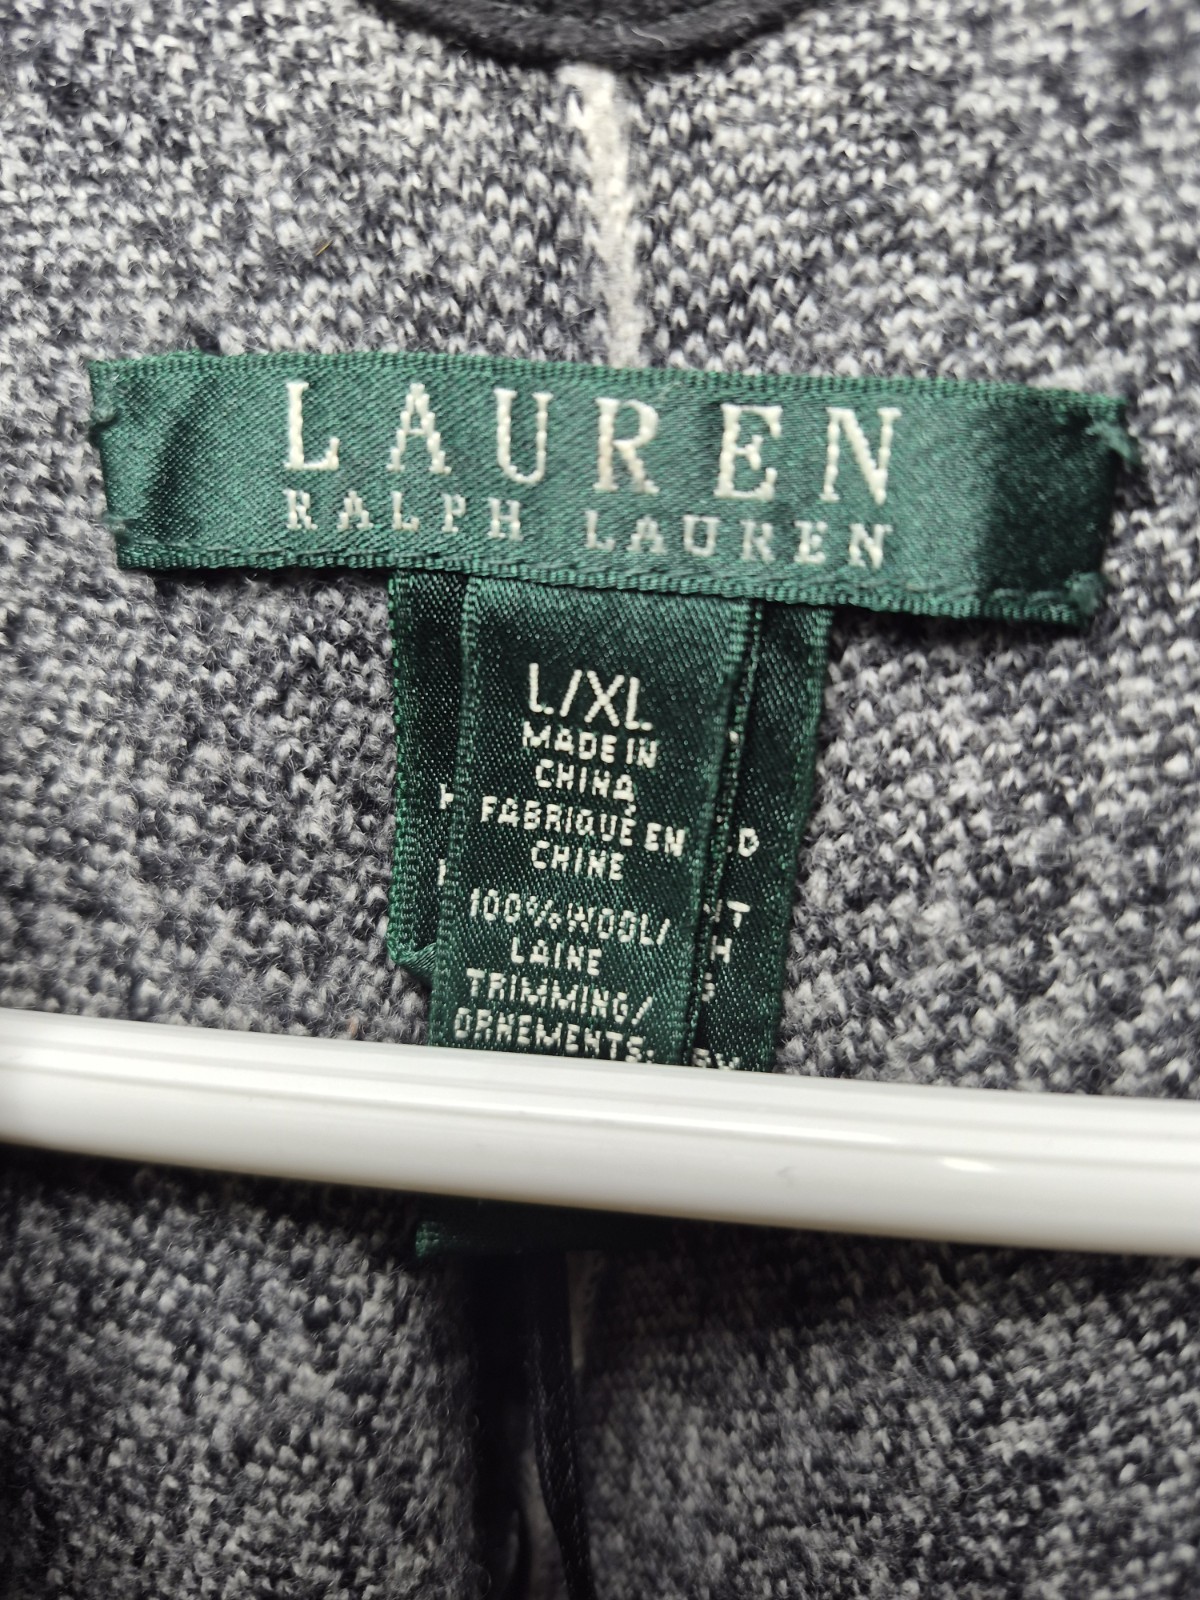 LAUREN
RALPH LAUREN
L/XL
MADE IN
CHINA
FABRIQUÉ EN
CHINE
100% WOOL/
LAINE
TRIMMING/
ORNEMENTS: